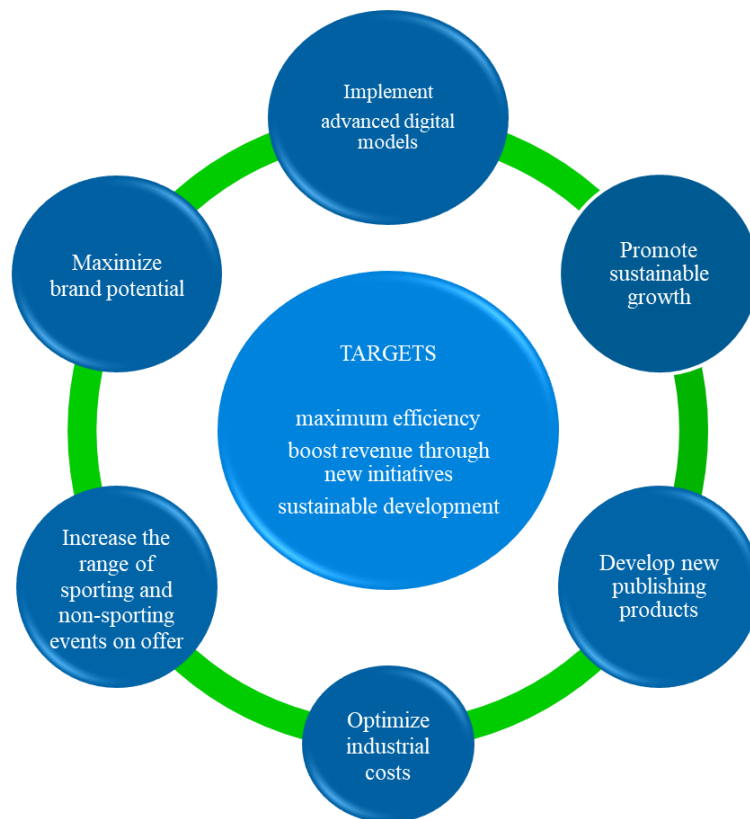 Implement
advanced digital
models
Promote
sustainable
growth
Develop new
publishing
products
Optimize
industrial
costs
Increase the
range of
sporting and
non-sporting
events on offer
Maximize
brand potential
TARGETS
maximum efficiency
boost revenue through
new initiatives
sustainable development